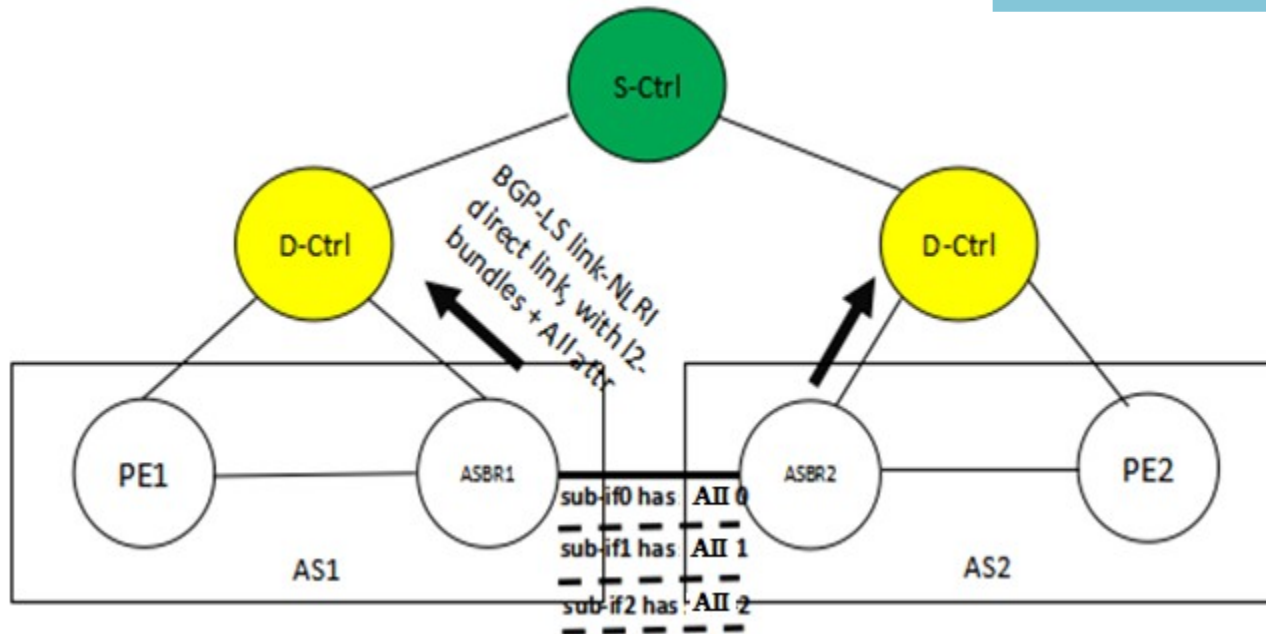 S-Ctrl
BGP-LS link-NLRI
direct link, with l2-
bundles + AII attr
D-Ctrl
D-Ctrl
PE1
ASBR1
ASBR2
PE2
sub-if0 has AII 0
sub-if1 has AII 1
sub-if2 has AII 2
AS1
AS2